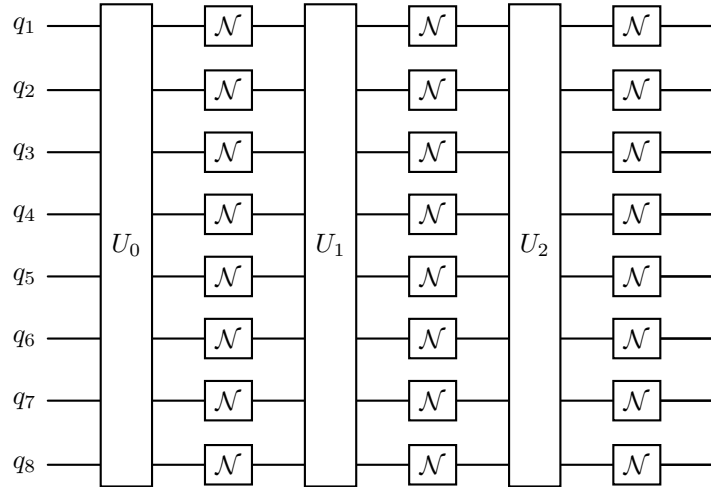 q₁ 𝒩 𝒩 𝒩
q₂ 𝒩 𝒩 𝒩
q₃ 𝒩 𝒩 𝒩
q₄ 𝒩 𝒩 𝒩
U₀ U₁ U₂
q₅ 𝒩 𝒩 𝒩
q₆ 𝒩 𝒩 𝒩
q₇ 𝒩 𝒩 𝒩
q₈ 𝒩 𝒩 𝒩